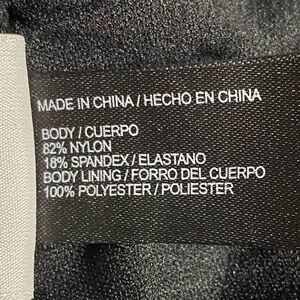 MADE IN CHINA / HECHO EN CHINA
BODY / CUERPO
82% NYLON
18% SPANDEX / ELASTANO
BODY LINING / FORRO DEL CUERPO
100% POLYESTER / POLIESTER